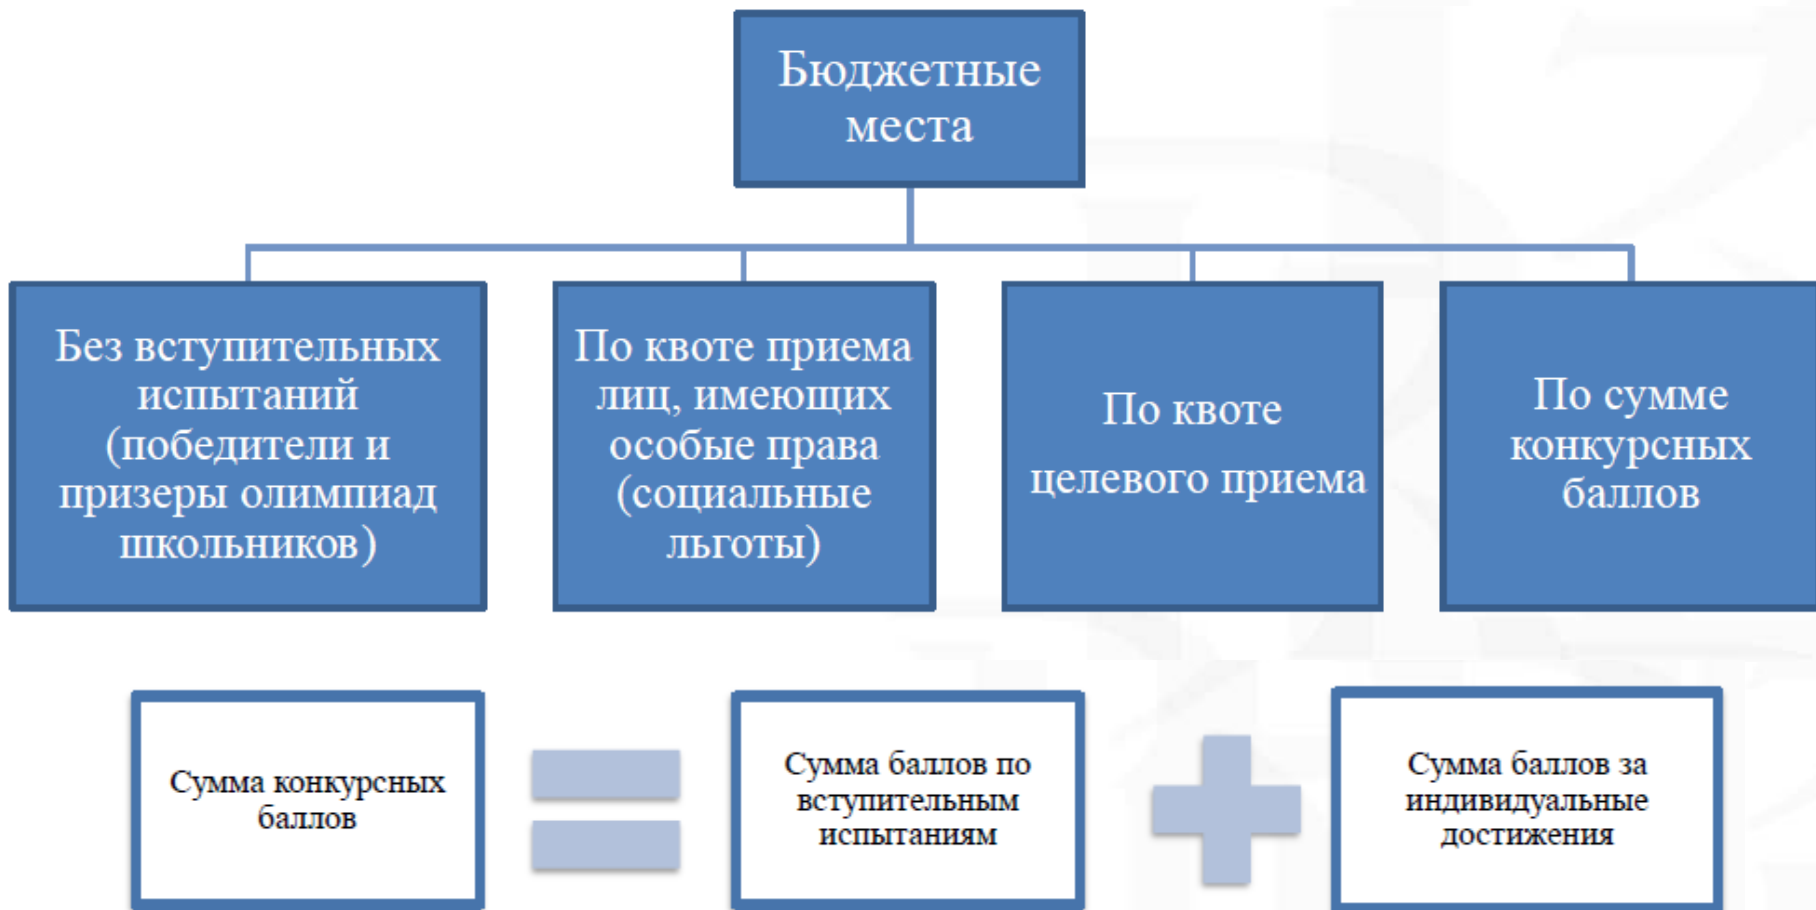 Бюджетные
места
Без вступительных
испытаний
(победители и
призеры олимпиад
школьников)
По квоте приема
лиц, имеющих
особые права
(социальные
льготы)
По квоте
целевого приема
По сумме
конкурсных
баллов
Сумма конкурсных
баллов
Сумма баллов по
вступительным
испытаниям
Сумма баллов за
индивидуальные
достижения